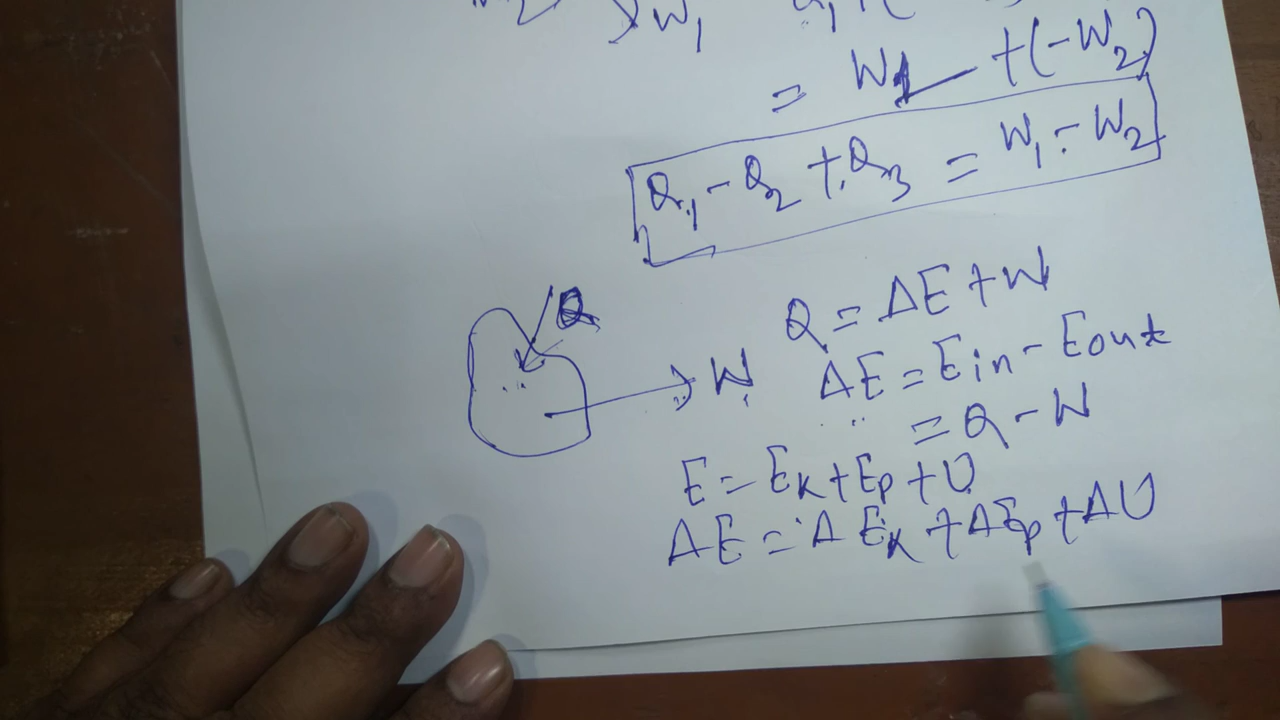 W1
= W1 + (-W2)
Q1 - Q2 + Q3 = W1 - W2
Q
W
Q = ΔE + W
ΔE = Ein - Eout
= Q - W
E = EK + EP + U
ΔE = ΔEK + ΔEP + ΔU